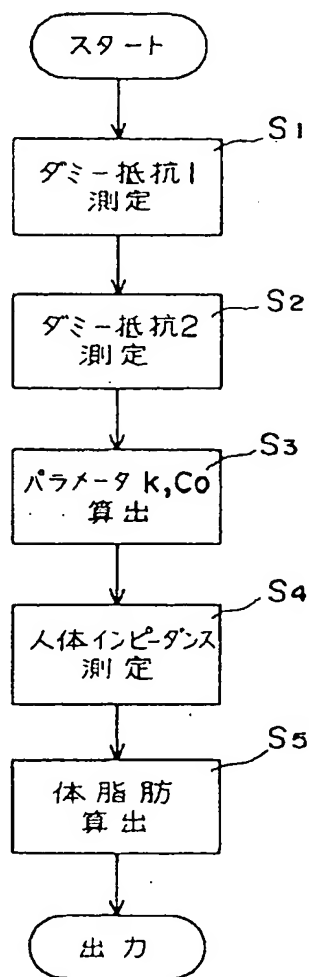 スタート
S1
ダミー抵抗1
測定
S2
ダミー抵抗2
測定
S3
パラメータ k,Co
算出
S4
人体インピーダンス
測定
S5
体脂肪
算出
出力